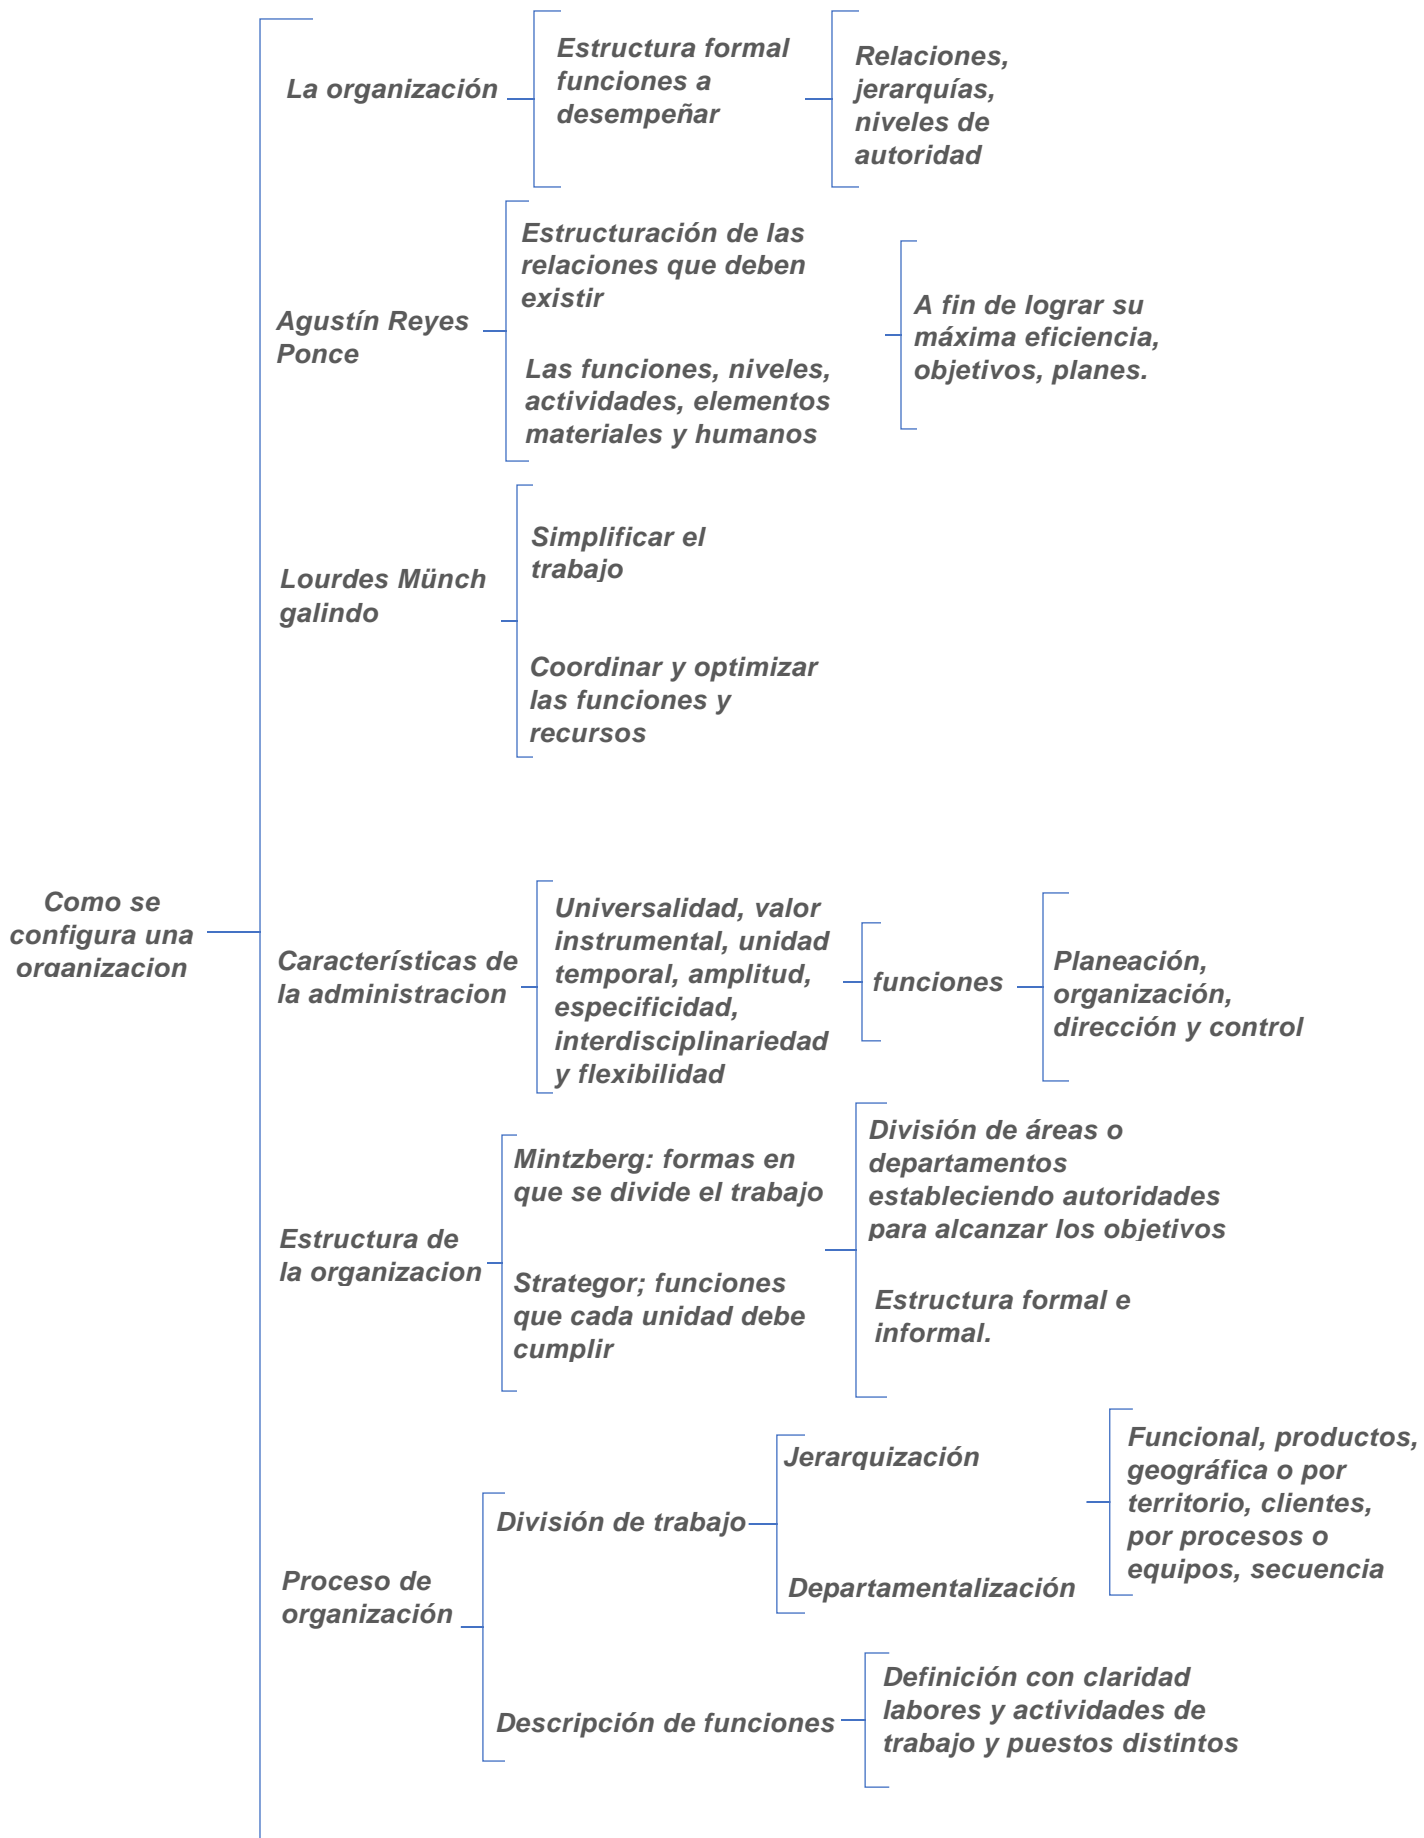 Como se
configura una
organizacion
La organización
Estructura formal
funciones a
desempeñar
Relaciones,
jerarquías,
niveles de
autoridad
Agustín Reyes
Ponce
Estructuración de las
relaciones que deben
existir
Las funciones, niveles,
actividades, elementos
materiales y humanos
A fin de lograr su
máxima eficiencia,
objetivos, planes.
Lourdes Münch
galindo
Simplificar el
trabajo
Coordinar y optimizar
las funciones y
recursos
Características de
la administracion
Universalidad, valor
instrumental, unidad
temporal, amplitud,
especificidad,
interdisciplinariedad
y flexibilidad
funciones
Planeación,
organización,
dirección y control
Estructura de
la organizacion
Mintzberg: formas en
que se divide el trabajo
Strategor; funciones
que cada unidad debe
cumplir
División de áreas o
departamentos
estableciendo autoridades
para alcanzar los objetivos
Estructura formal e
informal.
Proceso de
organización
División de trabajo
Jerarquización
Departamentalización
Funcional, productos,
geográfica o por
territorio, clientes,
por procesos o
equipos, secuencia
Descripción de funciones
Definición con claridad
labores y actividades de
trabajo y puestos distintos